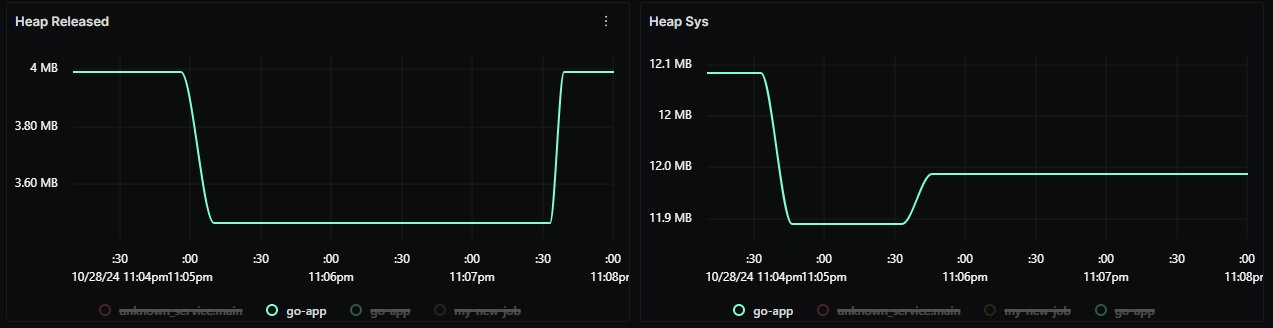 Heap Released
4 MB
3.80 MB
3.60 MB
:30 :00 :30 :00 :30 :00 :30 :00
10/28/24 11:04pm 11:05pm 11:06pm 11:07pm 11:08pm
unknown_service:main go-app go-app my-new-job
Heap Sys
12.1 MB
12 MB
12.0 MB
11.9 MB
:30 :00 :30 :00 :30 :00 :30 :00
10/28/24 11:04pm 11:05pm 11:06pm 11:07pm 11:08pr
go-app unknown_service:main my-new-job go-app